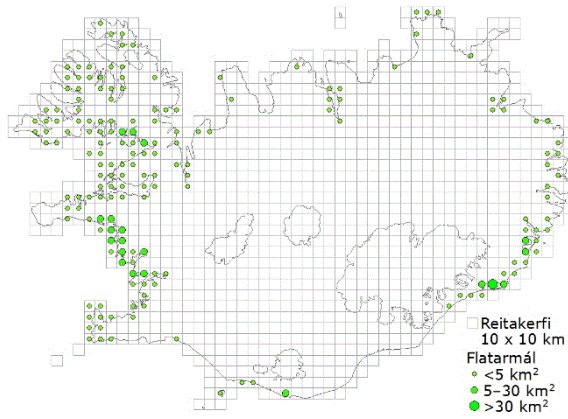 Reitakerfi
10 x 10 km
Flatarmál
<5 km²
5–30 km²
>30 km²